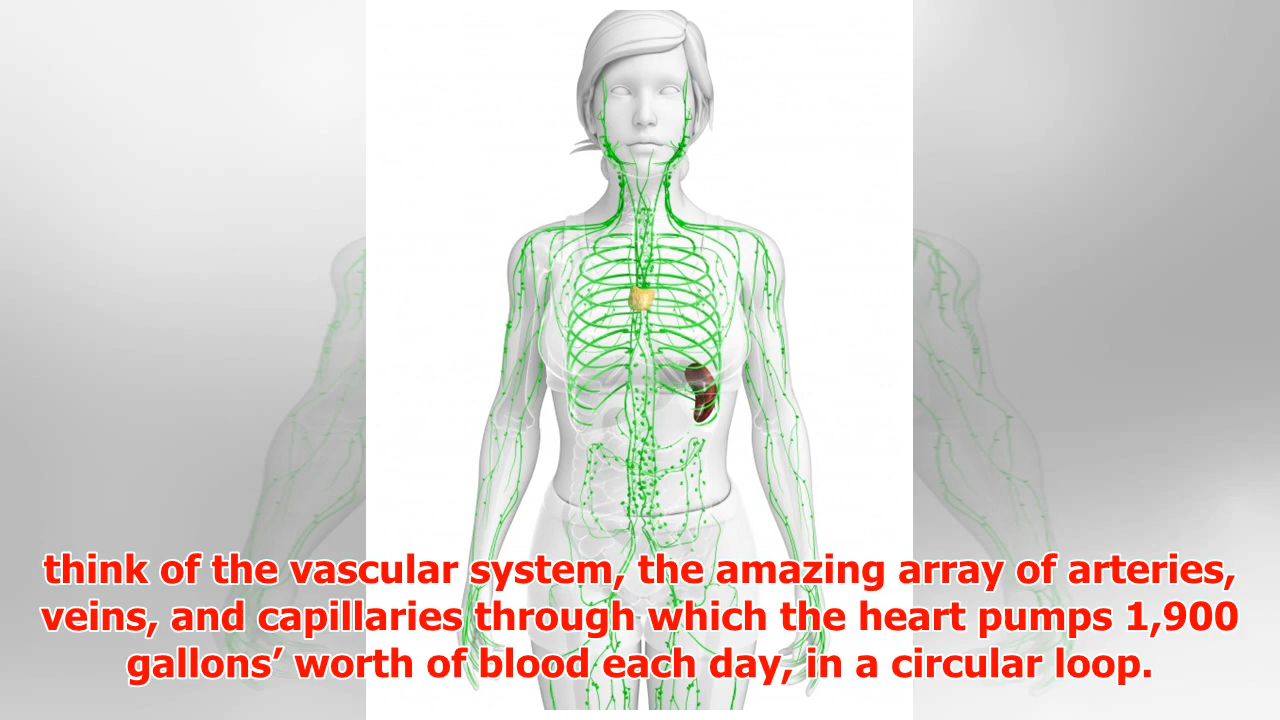 think of the vascular system, the amazing array of arteries,
veins, and capillaries through which the heart pumps 1,900
gallons’ worth of blood each day, in a circular loop.